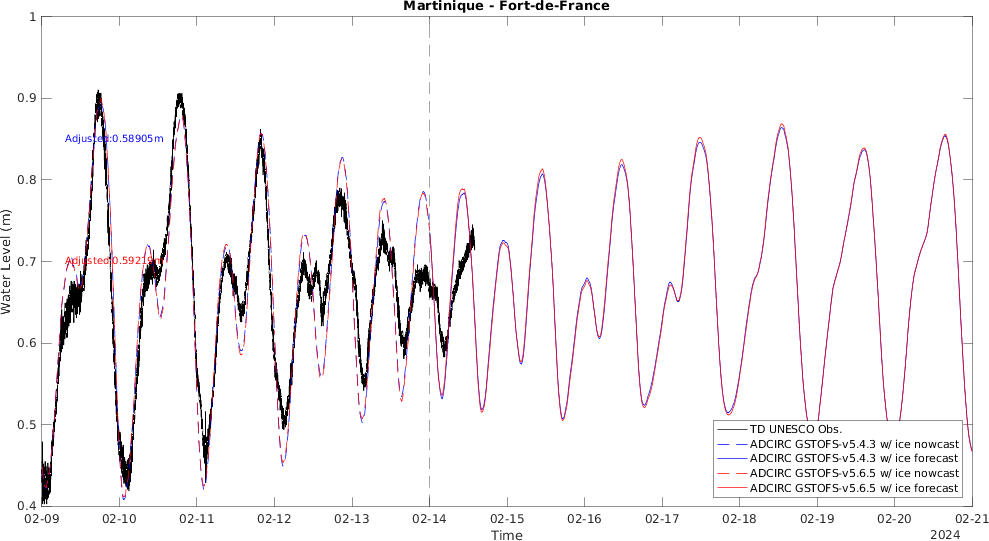 Martinique - Fort-de-France
1
0.9
0.8
0.7
0.6
0.5
0.4
Water Level (m)
Adjusted:0.58905m
Adjusted:0.59219m
02-09
02-10
02-11
02-12
02-13
02-14
02-15
02-16
02-17
02-18
02-19
02-20
02-21
Time
2024
TD UNESCO Obs.
ADCIRC GSTOFS-v5.4.3 w/ ice nowcast
ADCIRC GSTOFS-v5.4.3 w/ ice forecast
ADCIRC GSTOFS-v5.6.5 w/ ice nowcast
ADCIRC GSTOFS-v5.6.5 w/ ice forecast